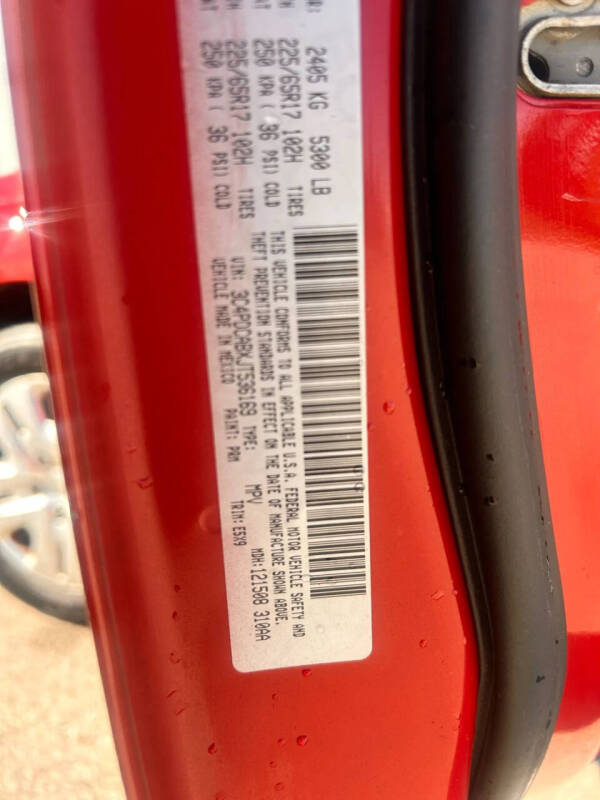 R: 2405 KG 5300 LB
225/65R17 102H TIRES
AT 250 KPA ( 36 PSI) COLD
225/65R17 102H TIRES
AT 250 KPA ( 36 PSI) COLD
THIS VEHICLE CONFORMS TO ALL APPLICABLE U.S.A. FEDERAL MOTOR VEHICLE SAFETY AND
THEFT PREVENTION STANDARDS IN EFFECT ON THE DATE OF MANUFACTURE SHOWN ABOVE.
VIN: 3C4PDCABXJT536169 TYPE: MPV MDH:121508 310AA
VEHICLE MADE IN MEXICO PAINT: PRM TRIM: E5X9